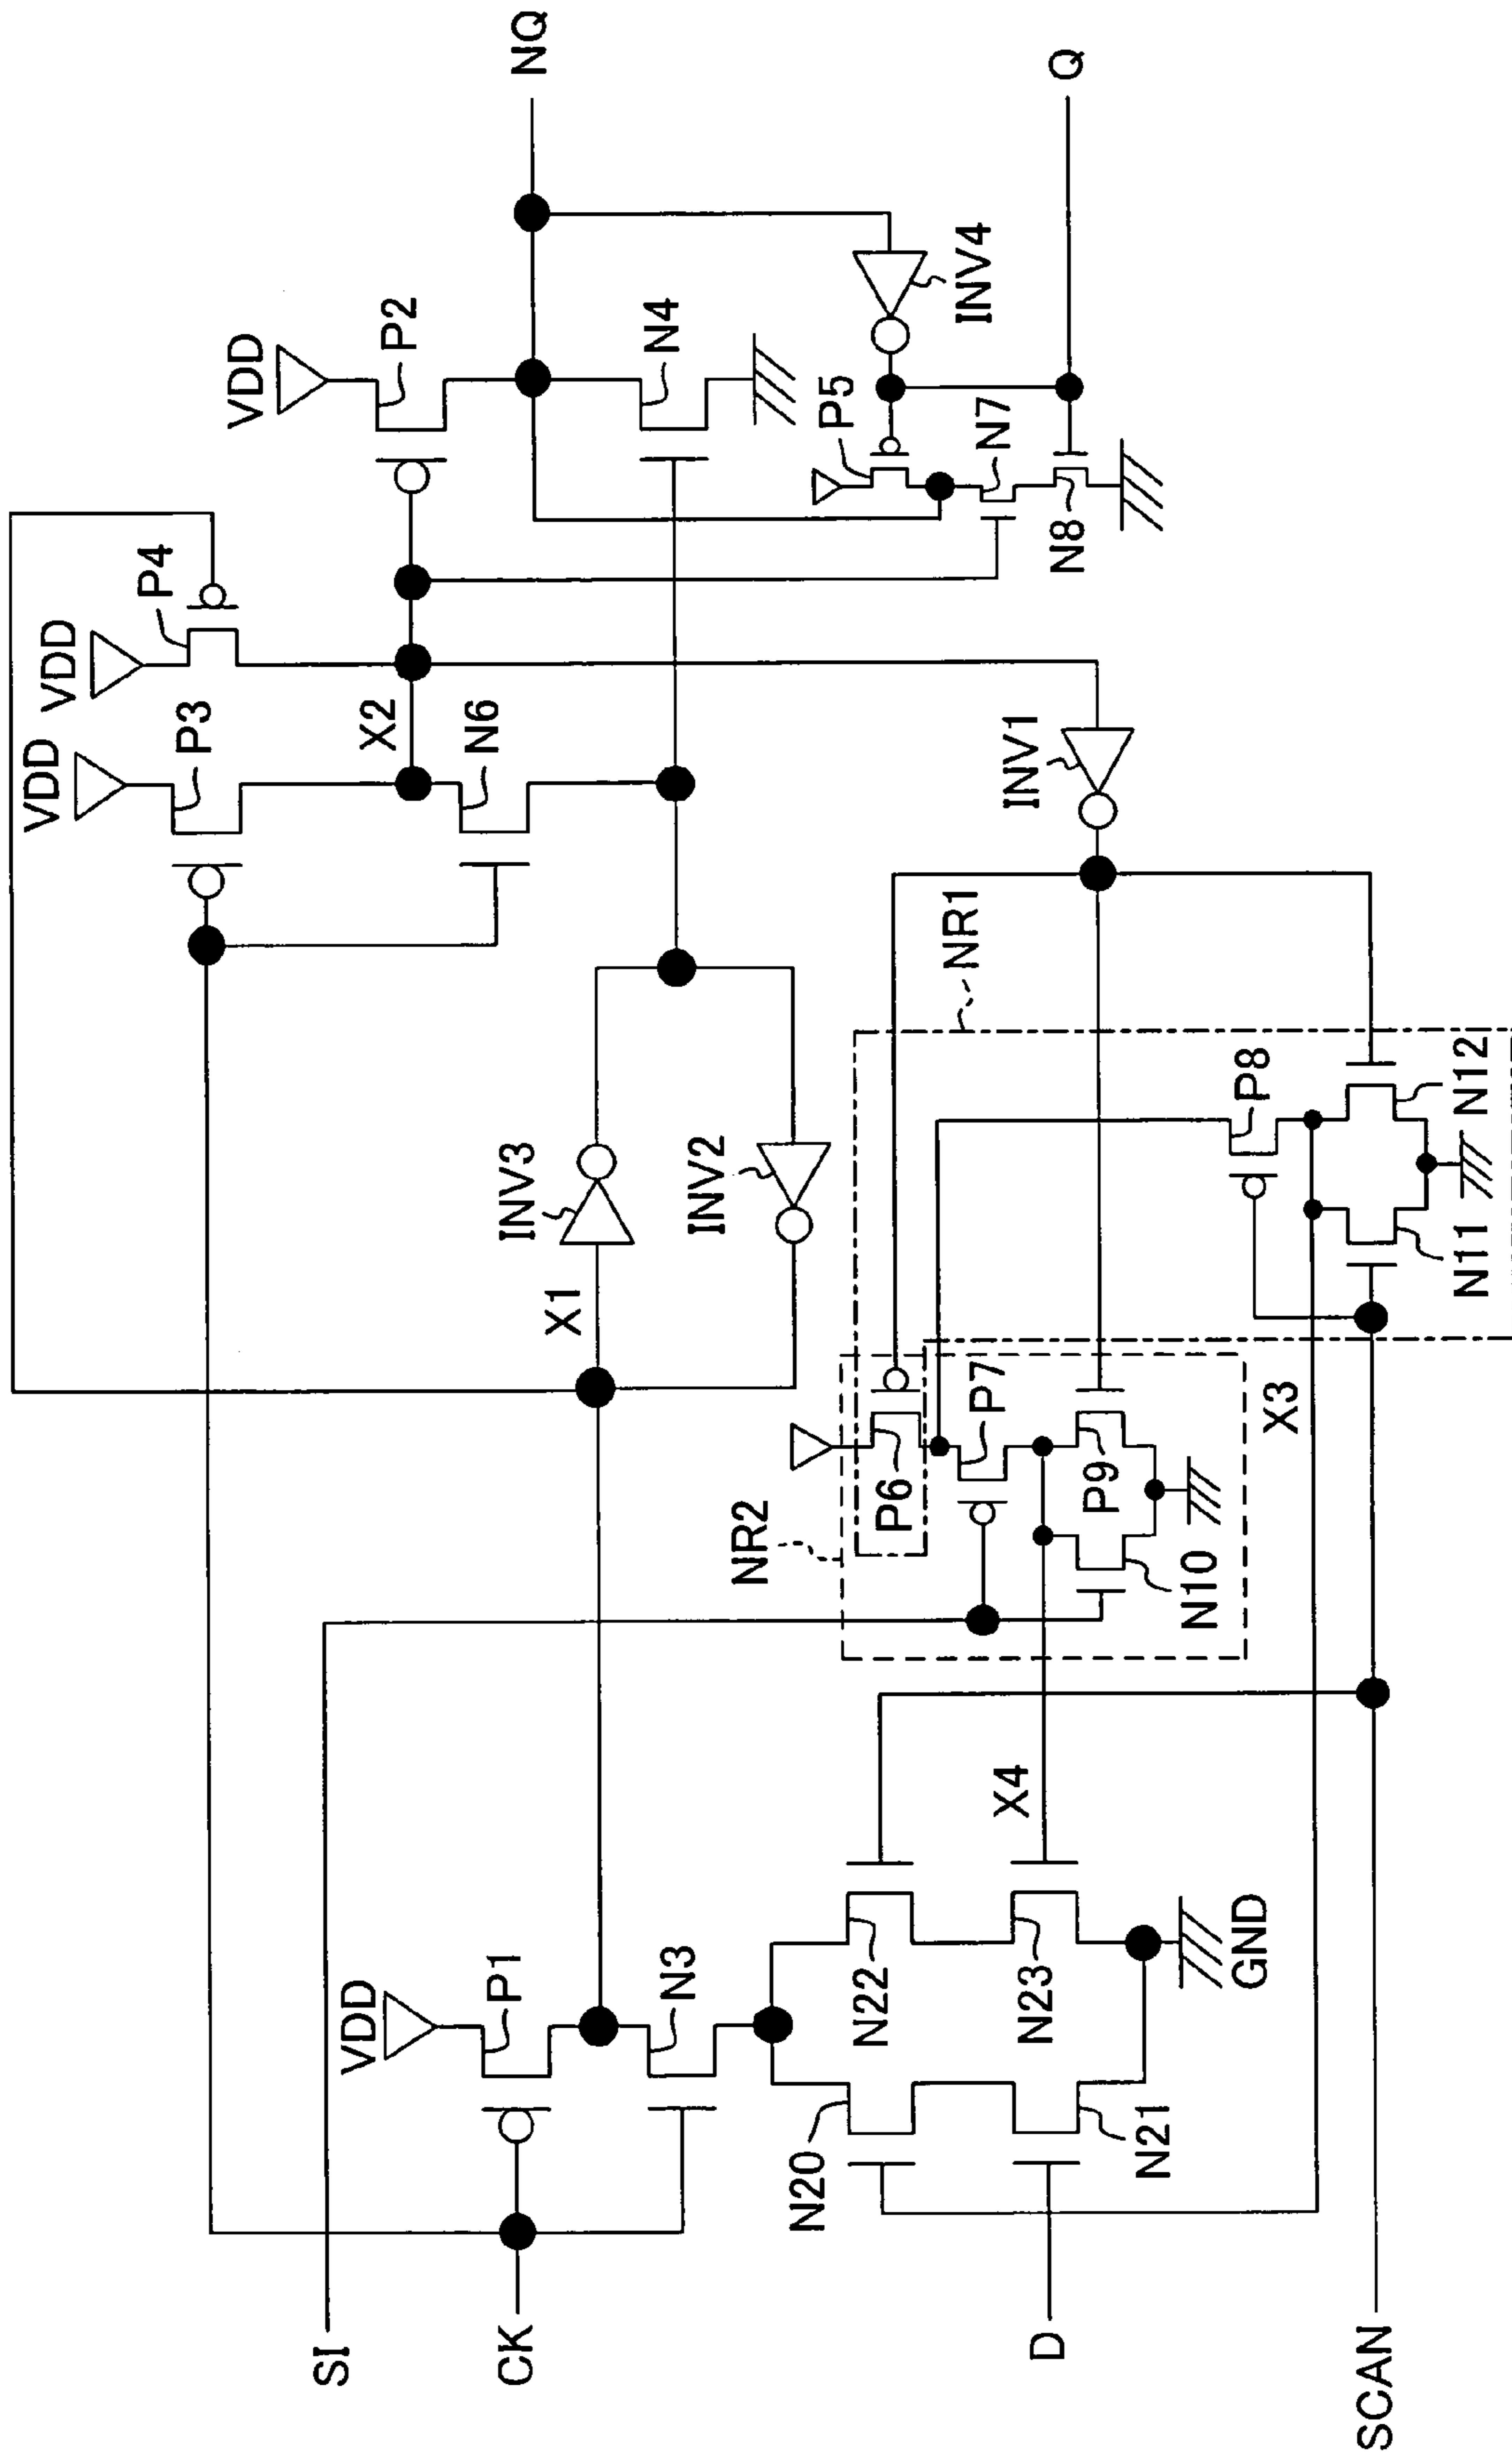 SI
CK
D
SCAN
VDD
P1
N3
N20
N21
N22
N23
GND
X4
NR2
P6
P7
P9
N10
X3
NR1
P8
N11
N12
X1
INV3
INV2
INV1
VDD
P3
X2
N6
VDD
P4
VDD
P2
N4
P5
N7
N8
INV4
NQ
Q